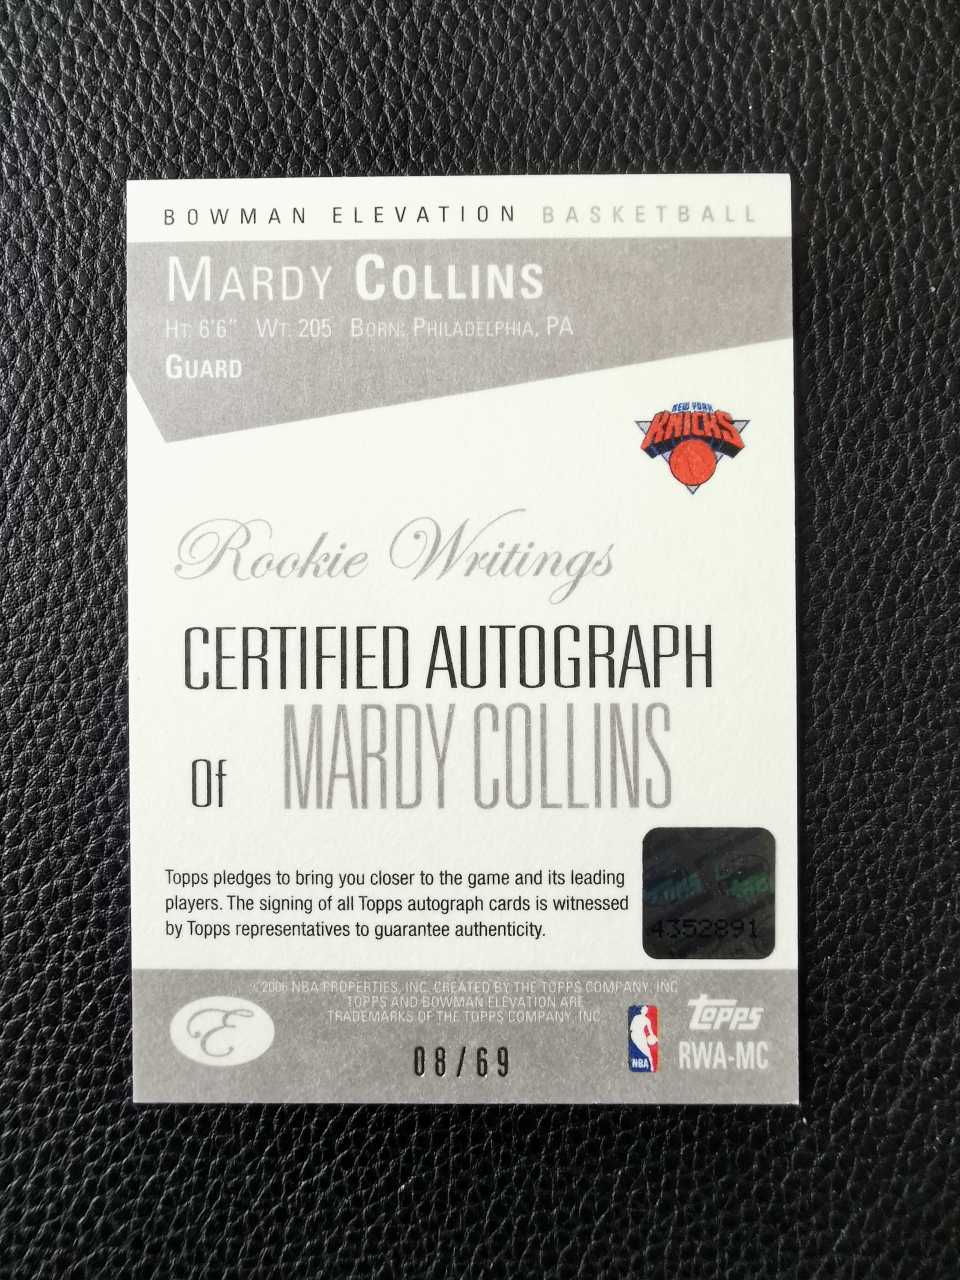 BOWMAN ELEVATION BASKETBALL
MARDY COLLINS
HT: 6'6" WT: 205 BORN: PHILADELPHIA, PA
GUARD
NEW YORK
KNICKS
Rookie Writings
CERTIFIED AUTOGRAPH
Of MARDY COLLINS
Topps pledges to bring you closer to the game and its leading
players. The signing of all Topps autograph cards is witnessed
by Topps representatives to guarantee authenticity.
4352891
© 2006 NBA PROPERTIES, INC. CREATED BY THE TOPPS COMPANY, INC
TOPPS AND BOWMAN ELEVATION ARE
TRADEMARKS OF THE TOPPS COMPANY, INC.
E
08/69
NBA
Topps
RWA-MC